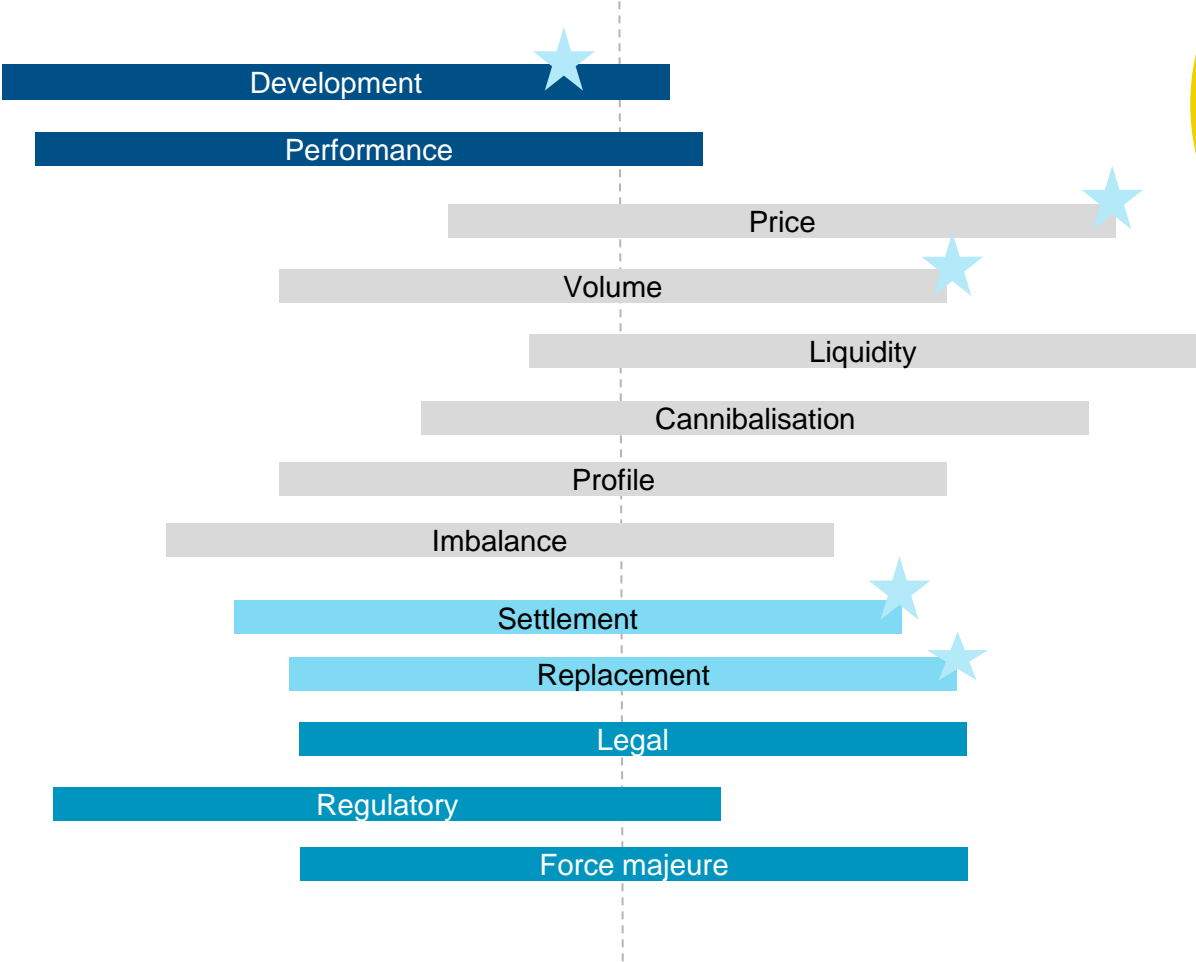 Development
Performance
Price
Volume
Liquidity
Cannibalisation
Profile
Imbalance
Settlement
Replacement
Legal
Regulatory
Force majeure